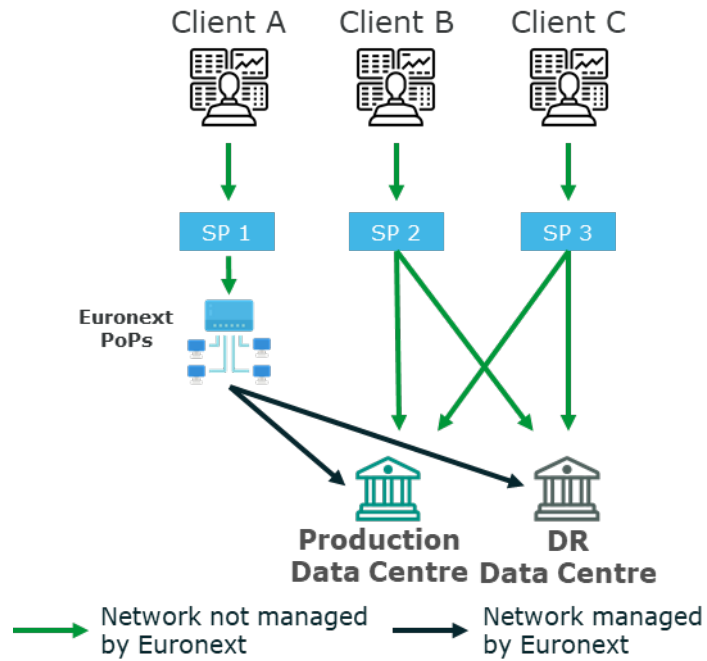 Client A
Client B
Client C
SP 1
SP 2
SP 3
Euronext
PoPs
Production
Data Centre
DR
Data Centre
Network not managed
by Euronext
Network managed
by Euronext